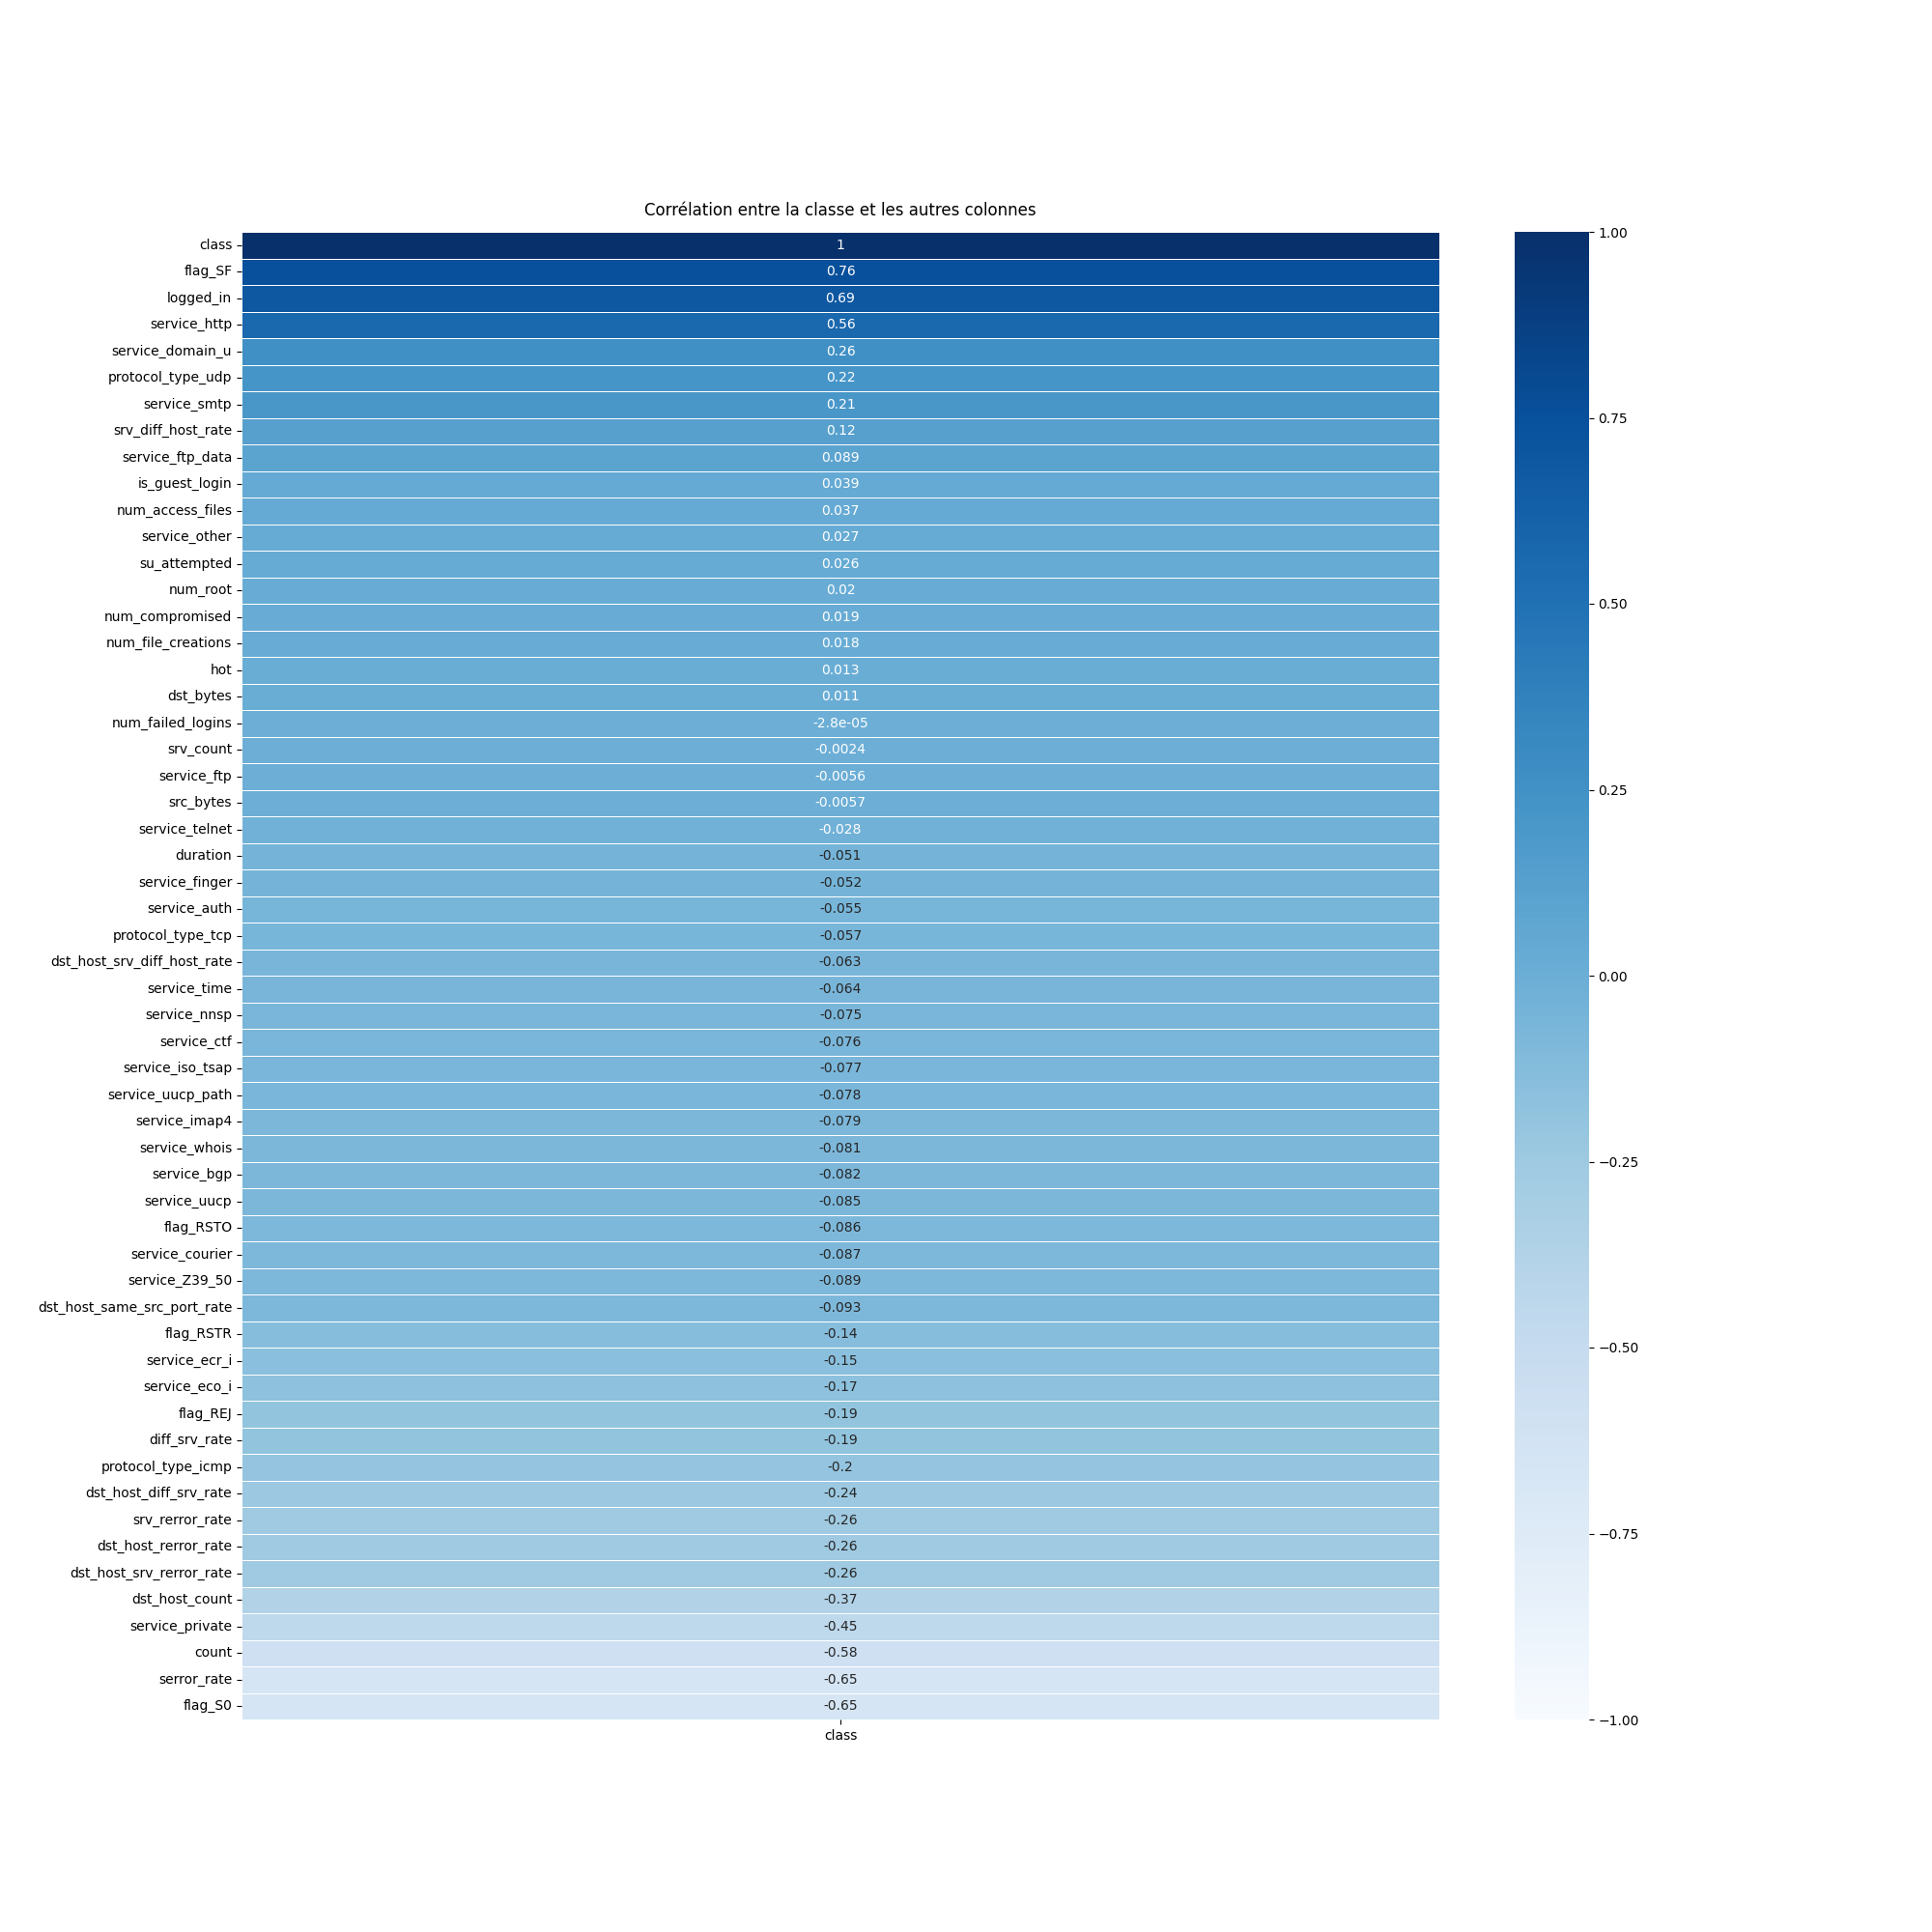 Corrélation entre la classe et les autres colonnes
class 1
flag_SF 0.76
logged_in 0.69
service_http 0.56
service_domain_u 0.26
protocol_type_udp 0.22
service_smtp 0.21
srv_diff_host_rate 0.12
service_ftp_data 0.089
is_guest_login 0.039
num_access_files 0.037
service_other 0.027
su_attempted 0.026
num_root 0.02
num_compromised 0.019
num_file_creations 0.018
hot 0.013
dst_bytes 0.011
num_failed_logins -2.8e-05
srv_count -0.0024
service_ftp -0.0056
src_bytes -0.0057
service_telnet -0.028
duration -0.051
service_finger -0.052
service_auth -0.055
protocol_type_tcp -0.057
dst_host_srv_diff_host_rate -0.063
service_time -0.064
service_nnsp -0.075
service_ctf -0.076
service_iso_tsap -0.077
service_uucp_path -0.078
service_imap4 -0.079
service_whois -0.081
service_bgp -0.082
service_uucp -0.085
flag_RSTO -0.086
service_courier -0.087
service_Z39_50 -0.089
dst_host_same_src_port_rate -0.093
flag_RSTR -0.14
service_ecr_i -0.15
service_eco_i -0.17
flag_REJ -0.19
diff_srv_rate -0.19
protocol_type_icmp -0.2
dst_host_diff_srv_rate -0.24
srv_rerror_rate -0.26
dst_host_rerror_rate -0.26
dst_host_srv_rerror_rate -0.26
dst_host_count -0.37
service_private -0.45
count -0.58
serror_rate -0.65
flag_S0 -0.65
class
1.00
0.75
0.50
0.25
0.00
−0.25
−0.50
−0.75
−1.00